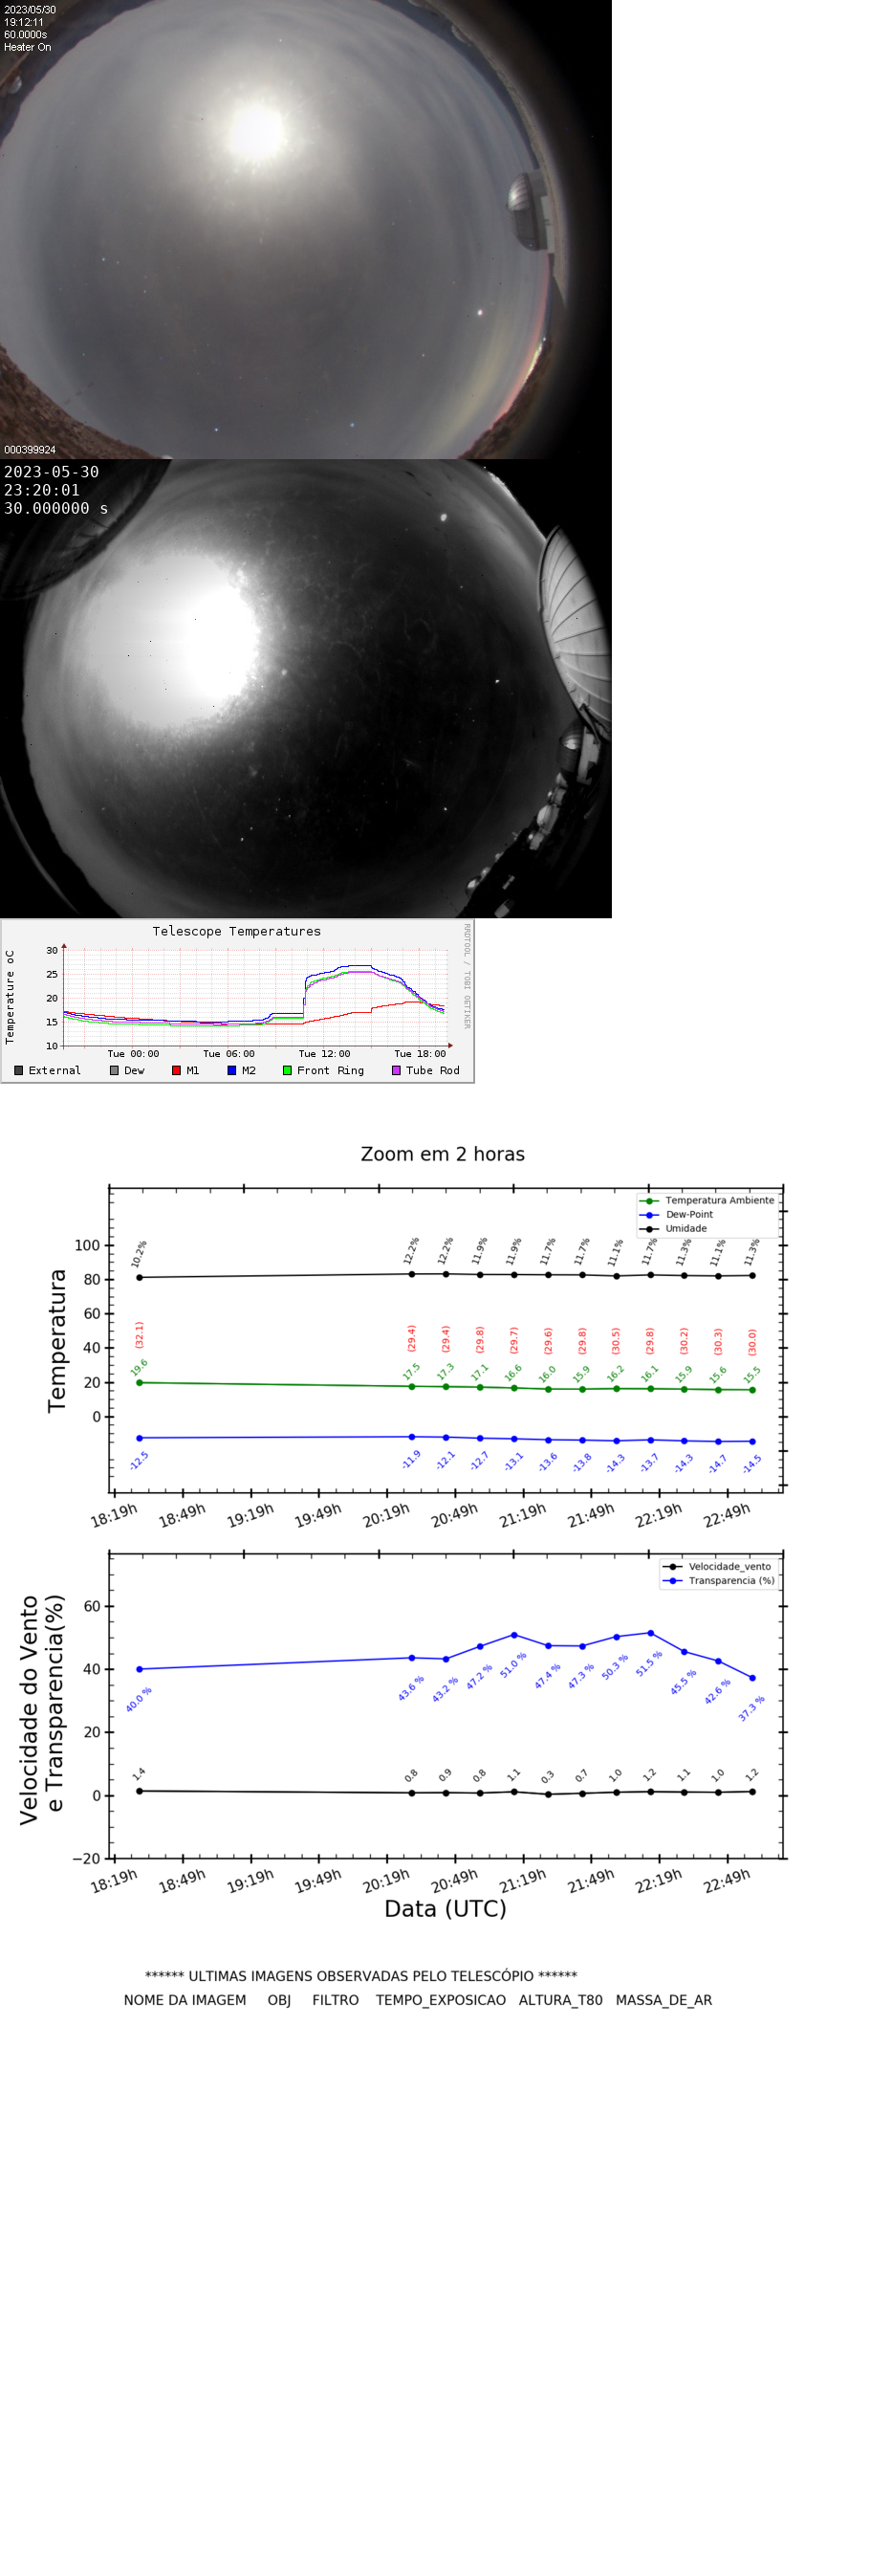 2023/05/30
19:12:11
60.0000s
Heater On
000399924
2023-05-30
23:20:01
30.000000 s
Telescope Temperatures
RRDTOOL / TOBI OETIKER
Temperature oC
30
25
20
15
10
Tue 00:00 Tue 06:00 Tue 12:00 Tue 18:00
External Dew M1 M2 Front Ring Tube Rod
Zoom em 2 horas
Temperatura Ambiente
Dew-Point
Umidade
Temperatura
100
80
60
40
20
0
10.2% 12.2% 12.2% 11.9% 11.9% 11.7% 11.7% 11.1% 11.7% 11.3% 11.1% 11.3%
(32.1) (29.4) (29.4) (29.8) (29.7) (29.6) (29.8) (30.5) (29.8) (30.2) (30.3) (30.0)
19.6 17.5 17.3 17.1 16.6 16.0 15.9 16.2 16.1 15.9 15.6 15.5
-12.5 -11.9 -12.1 -12.7 -13.1 -13.6 -13.8 -14.3 -13.7 -14.3 -14.7 -14.5
18:19h 18:49h 19:19h 19:49h 20:19h 20:49h 21:19h 21:49h 22:19h 22:49h
Velocidade_vento
Transparencia (%)
Velocidade do Vento
e Transparencia(%)
60
40
20
0
−20
40.0 % 43.6 % 43.2 % 47.2 % 51.0 % 47.4 % 47.3 % 50.3 % 51.5 % 45.5 % 42.6 % 37.3 %
1.4 0.8 0.9 0.8 1.1 0.3 0.7 1.0 1.2 1.1 1.0 1.2
18:19h 18:49h 19:19h 19:49h 20:19h 20:49h 21:19h 21:49h 22:19h 22:49h
Data (UTC)
****** ULTIMAS IMAGENS OBSERVADAS PELO TELESCÓPIO ******
NOME DA IMAGEM OBJ FILTRO TEMPO_EXPOSICAO ALTURA_T80 MASSA_DE_AR